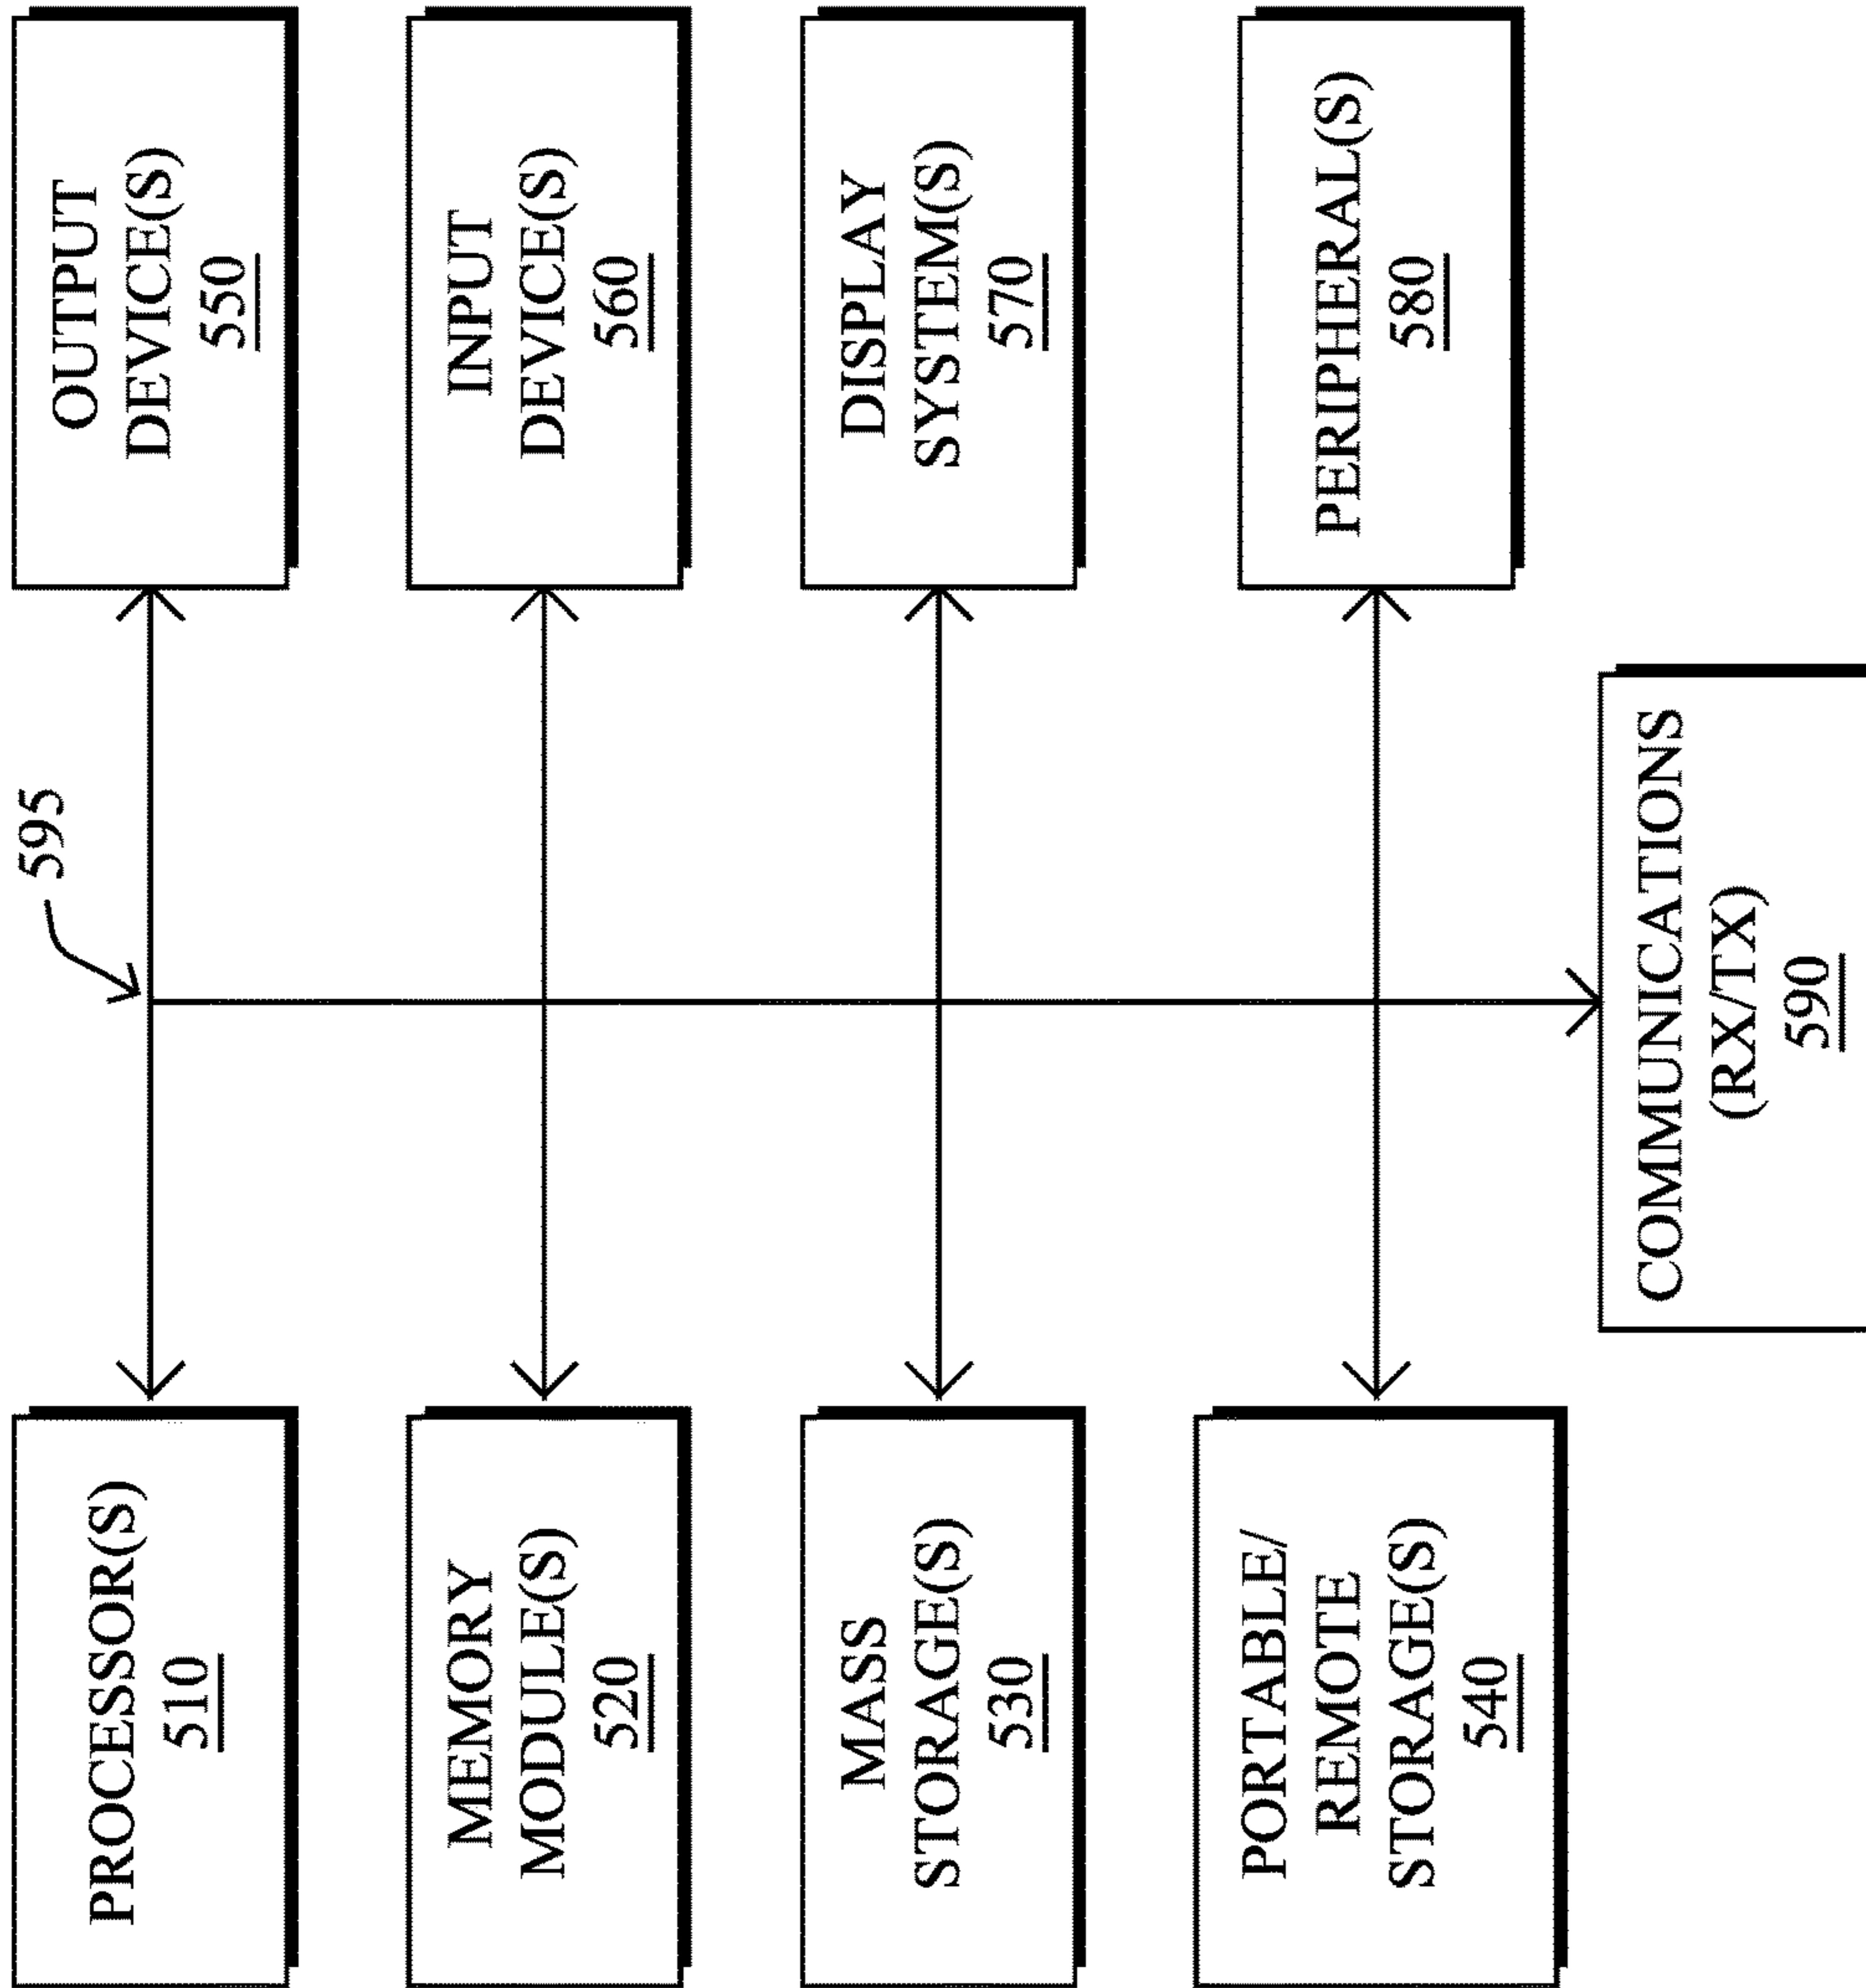 595
PROCESSOR(S)
510
OUTPUT
DEVICE(S)
550
MEMORY
MODULE(S)
520
INPUT
DEVICE(S)
560
MASS
STORAGE(S)
530
DISPLAY
SYSTEM(S)
570
PORTABLE/
REMOTE
STORAGE(S)
540
PERIPHERAL(S)
580
COMMUNICATIONS
(RX/TX)
590